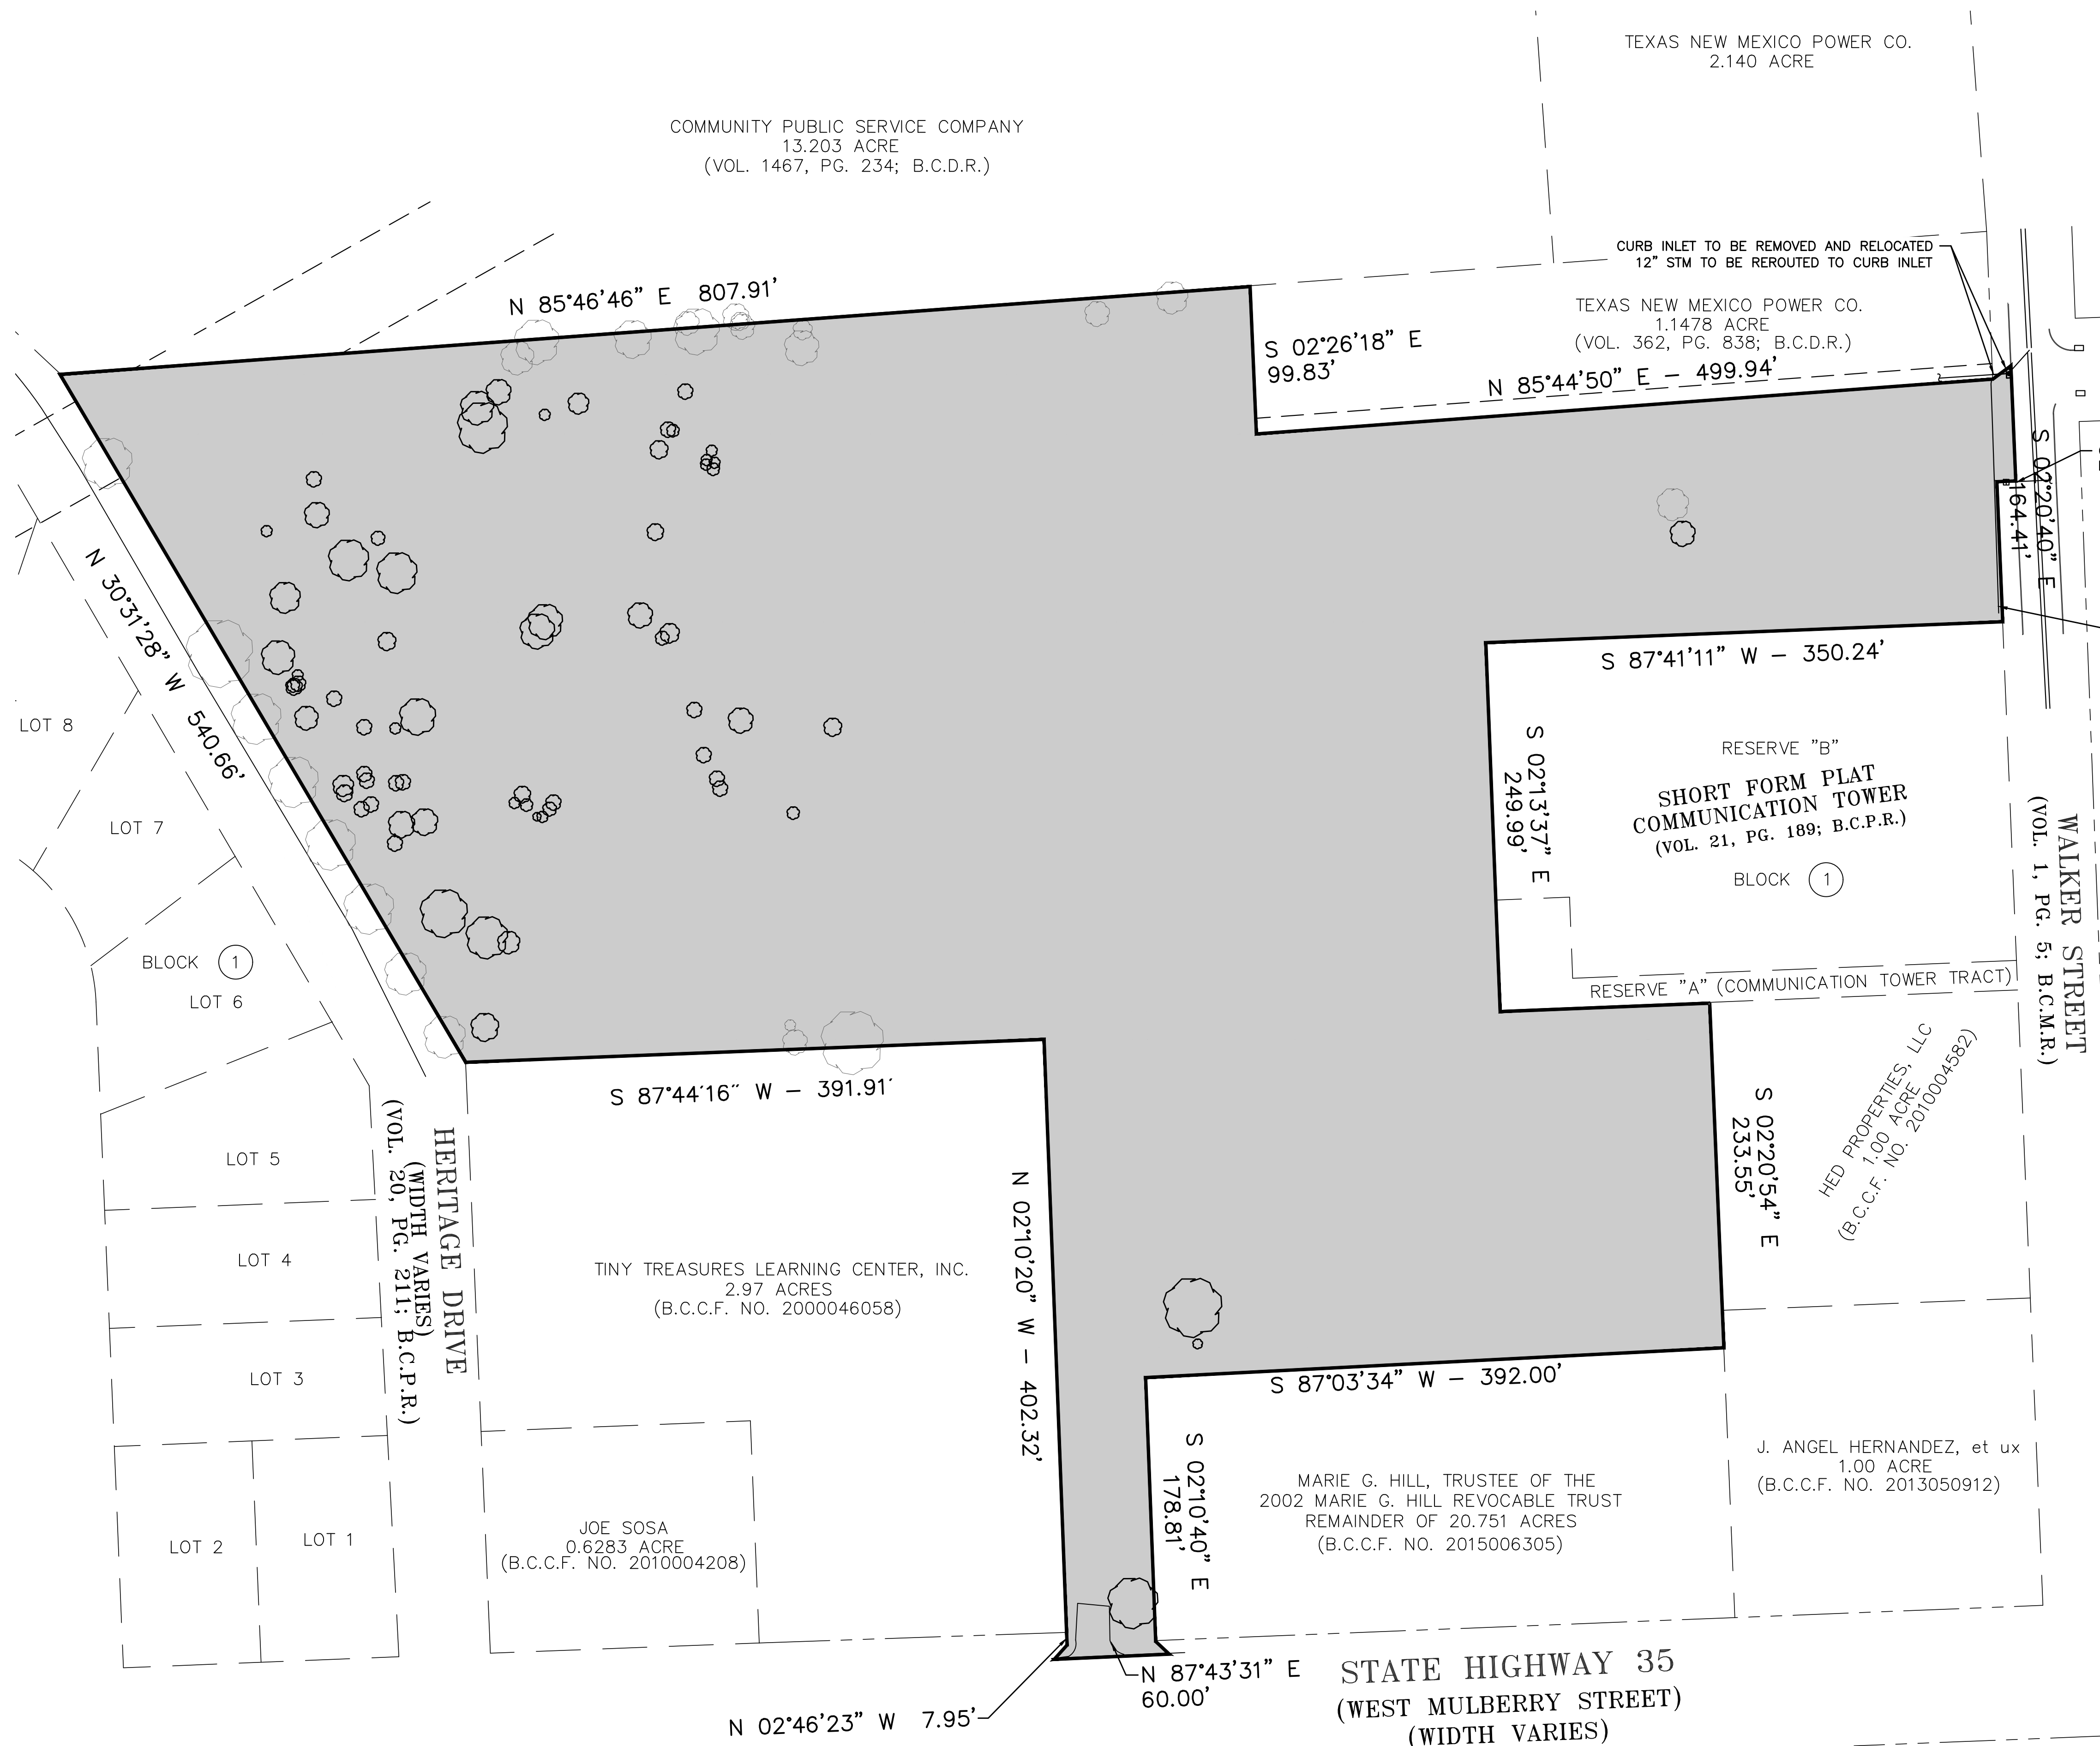 TEXAS NEW MEXICO POWER CO.
2.140 ACRE
COMMUNITY PUBLIC SERVICE COMPANY
13.203 ACRE
(VOL. 1467, PG. 234; B.C.D.R.)
CURB INLET TO BE REMOVED AND RELOCATED
12" STM TO BE REROUTED TO CURB INLET
TEXAS NEW MEXICO POWER CO.
1.1478 ACRE
(VOL. 362, PG. 838; B.C.D.R.)
N 85°46'46" E 807.91'
S 02°26'18" E
99.83'
N 85°44'50" E - 499.94'
S 02°20'40" E
164.41'
N 30°31'28" W 540.66'
S 87°41'11" W - 350.24'
S 02°13'37" E
249.99'
RESERVE "B"
SHORT FORM PLAT
COMMUNICATION TOWER
(VOL. 21, PG. 189; B.C.P.R.)
BLOCK 1
RESERVE "A" (COMMUNICATION TOWER TRACT)
WALKER STREET
(VOL. 1, PG. 5; B.C.M.R.)
LOT 8
LOT 7
BLOCK 1
LOT 6
LOT 5
LOT 4
LOT 3
LOT 2
LOT 1
HERITAGE DRIVE
(WIDTH VARIES)
(VOL. 20, PG. 211; B.C.P.R.)
S 87°44'16" W - 391.91'
N 02°10'20" W - 402.32'
TINY TREASURES LEARNING CENTER, INC.
2.97 ACRES
(B.C.C.F. NO. 2000046058)
JOE SOSA
0.6283 ACRE
(B.C.C.F. NO. 2010004208)
S 02°20'54" E
233.55'
HED PROPERTIES, LLC
1.00 ACRE
(B.C.C.F. NO. 2010004582)
S 87°03'34" W - 392.00'
S 02°10'40" E
178.81'
MARIE G. HILL, TRUSTEE OF THE
2002 MARIE G. HILL REVOCABLE TRUST
REMAINDER OF 20.751 ACRES
(B.C.C.F. NO. 2015006305)
J. ANGEL HERNANDEZ, et ux
1.00 ACRE
(B.C.C.F. NO. 2013050912)
N 87°43'31" E
60.00'
N 02°46'23" W 7.95'
STATE HIGHWAY 35
(WEST MULBERRY STREET)
(WIDTH VARIES)